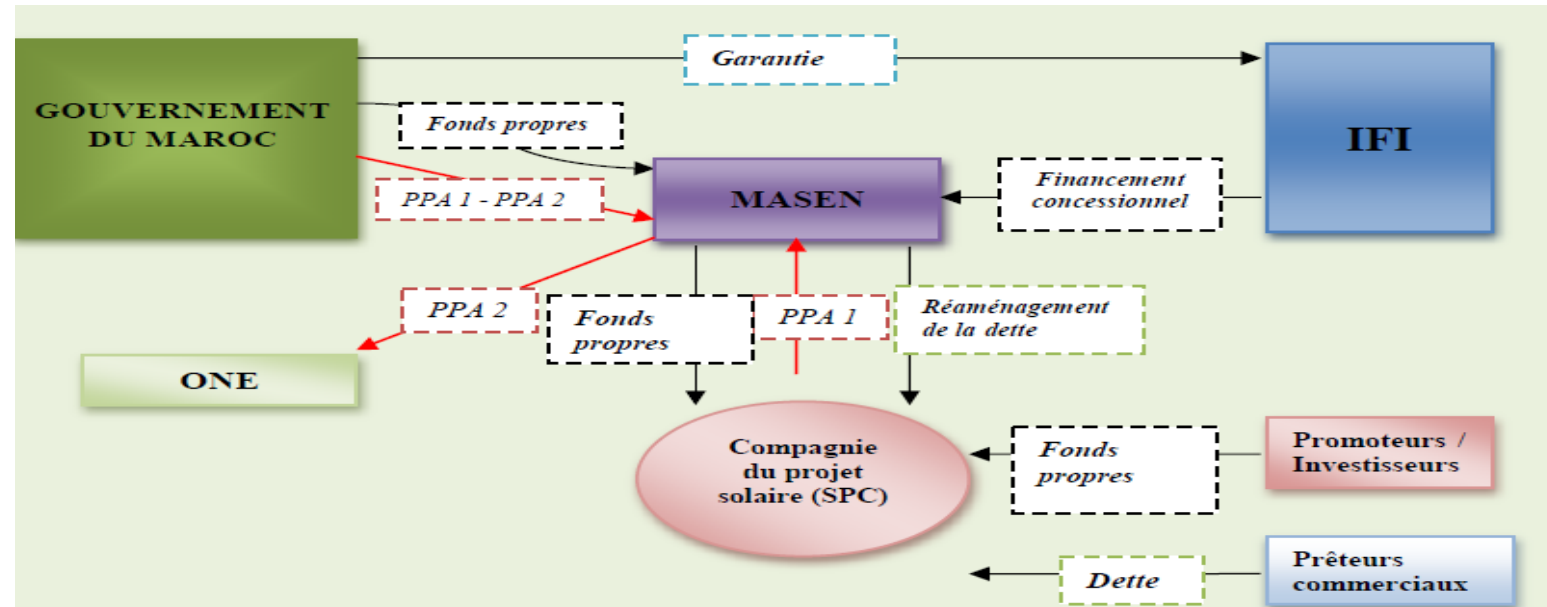 Garantie
GOUVERNEMENT
DU MAROC
IFI
Fonds propres
PPA 1 - PPA 2
MASEN
Financement
concessionnel
PPA 2
Fonds
propres
PPA 1
Réaménagement
de la dette
ONE
Compagnie
du projet
solaire (SPC)
Fonds
propres
Promoteurs /
Investisseurs
Dette
Prêteurs
commerciaux